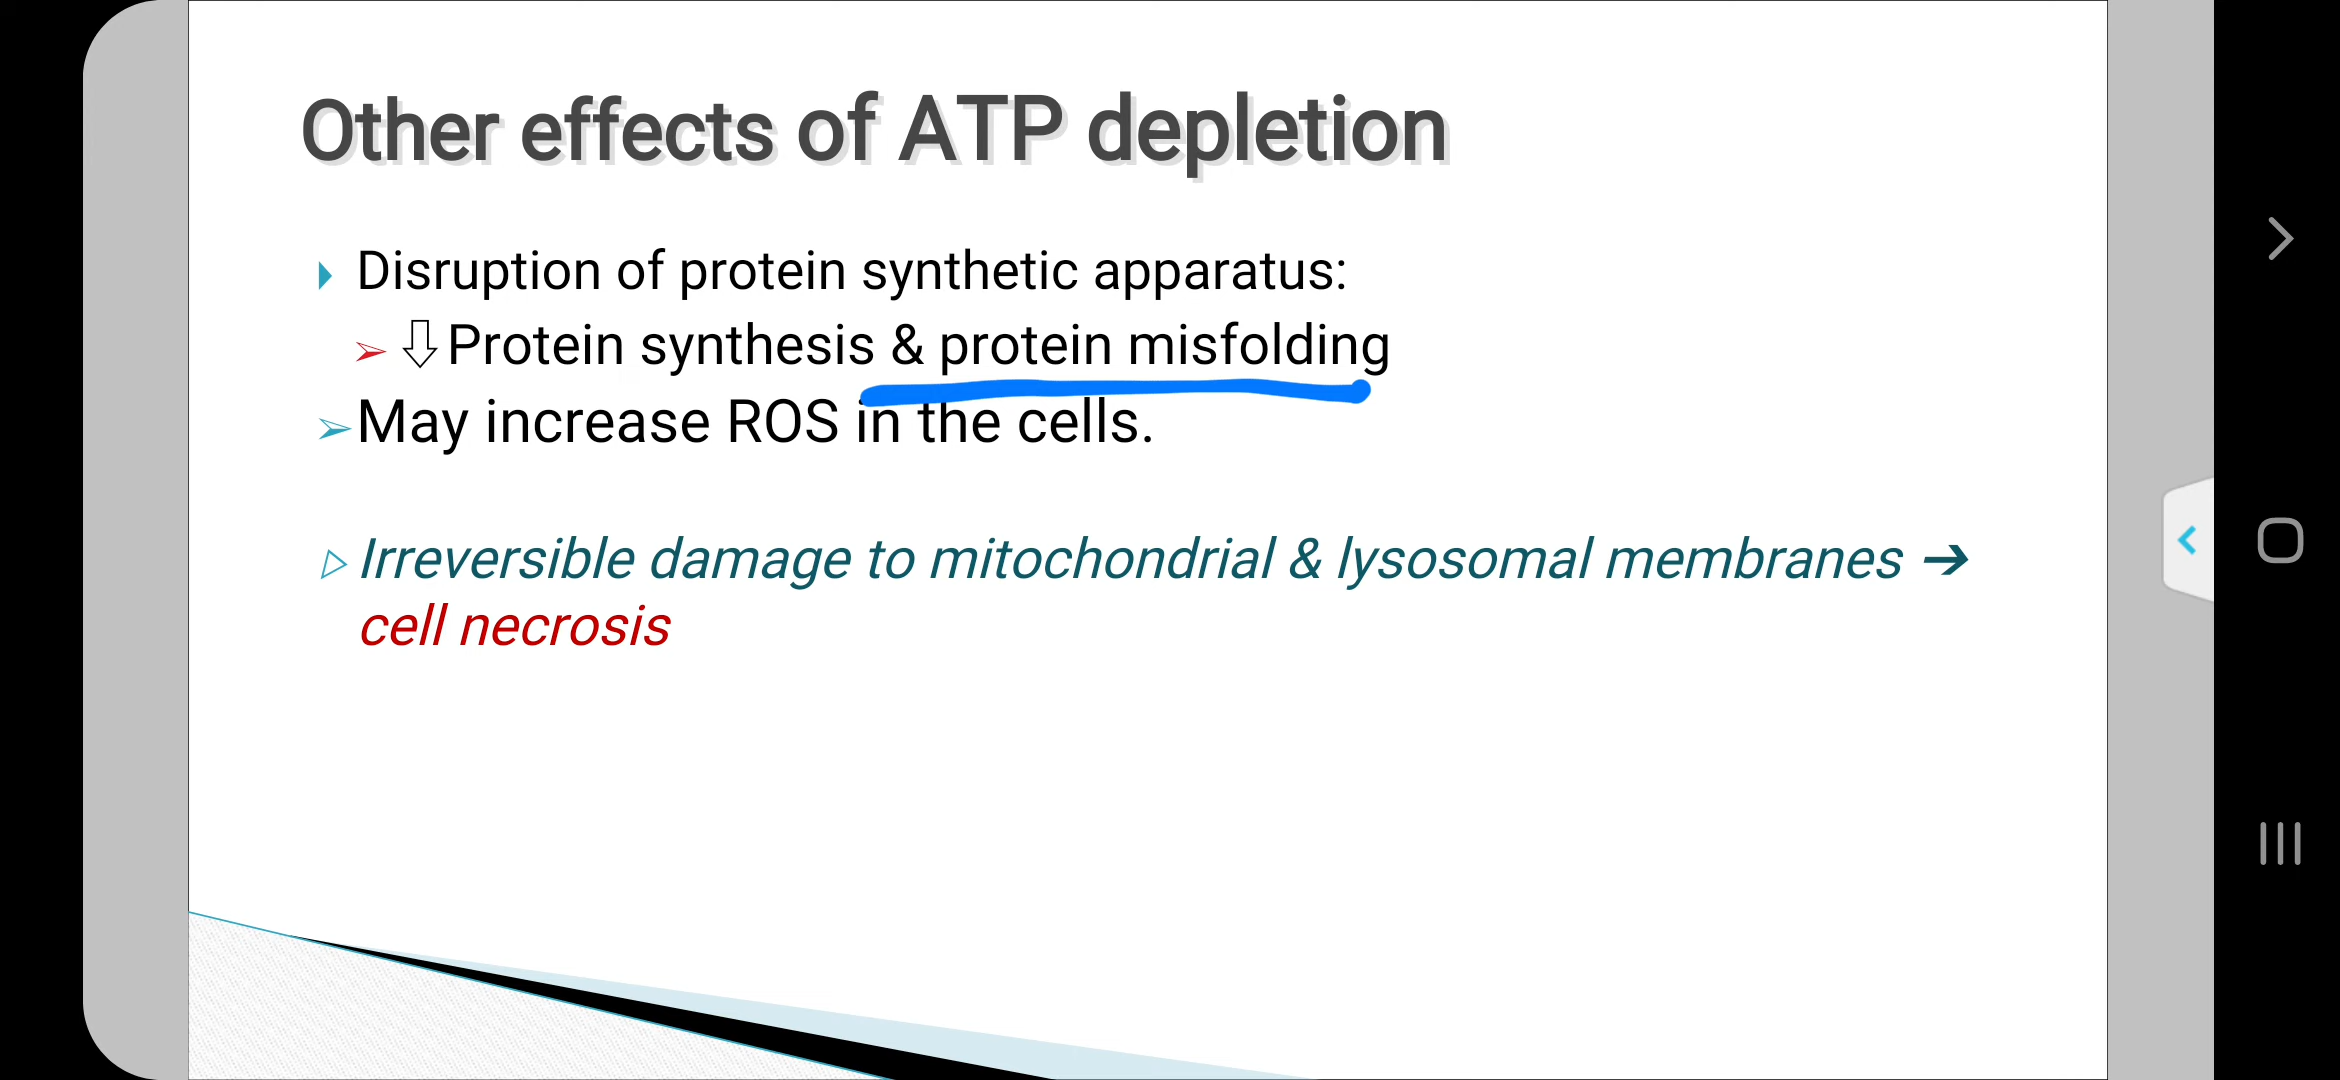 Other effects of ATP depletion
Disruption of protein synthetic apparatus:
⇩Protein synthesis & protein misfolding
➢May increase ROS in the cells.
Irreversible damage to mitochondrial & lysosomal membranes ➔
cell necrosis